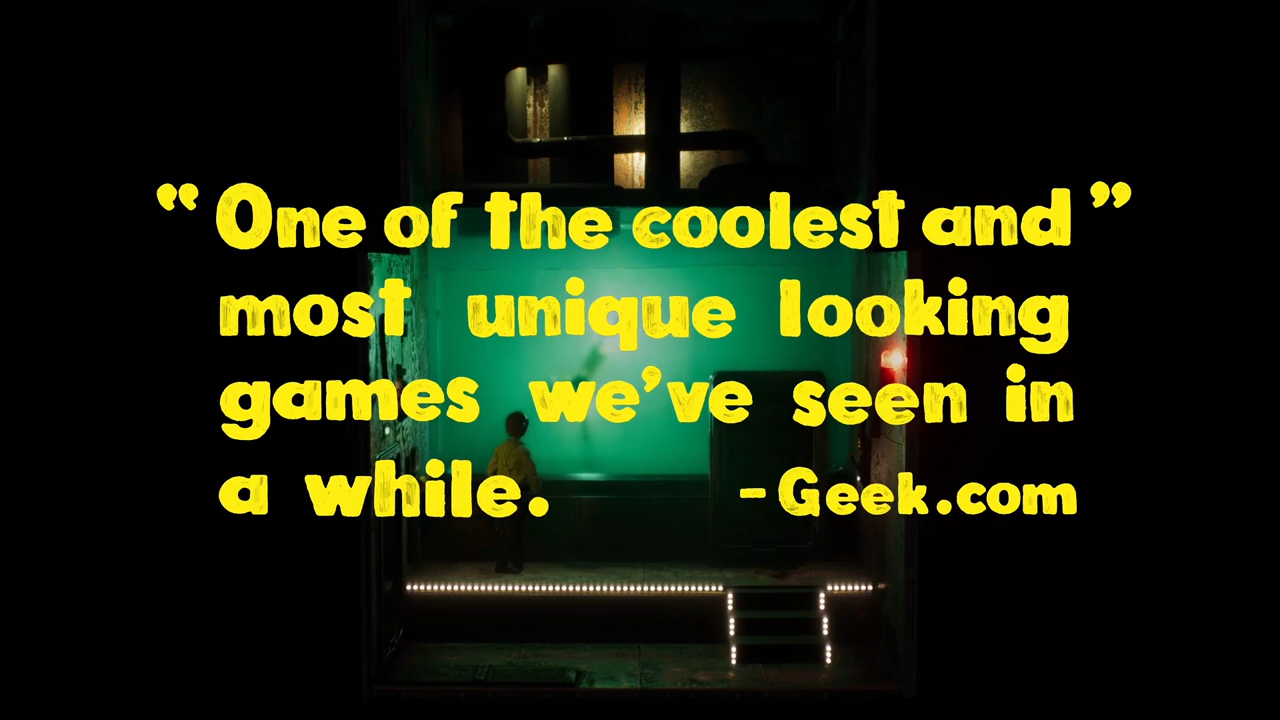 “One of the coolest and”
most unique looking
games we’ve seen in
a while. -Geek.com